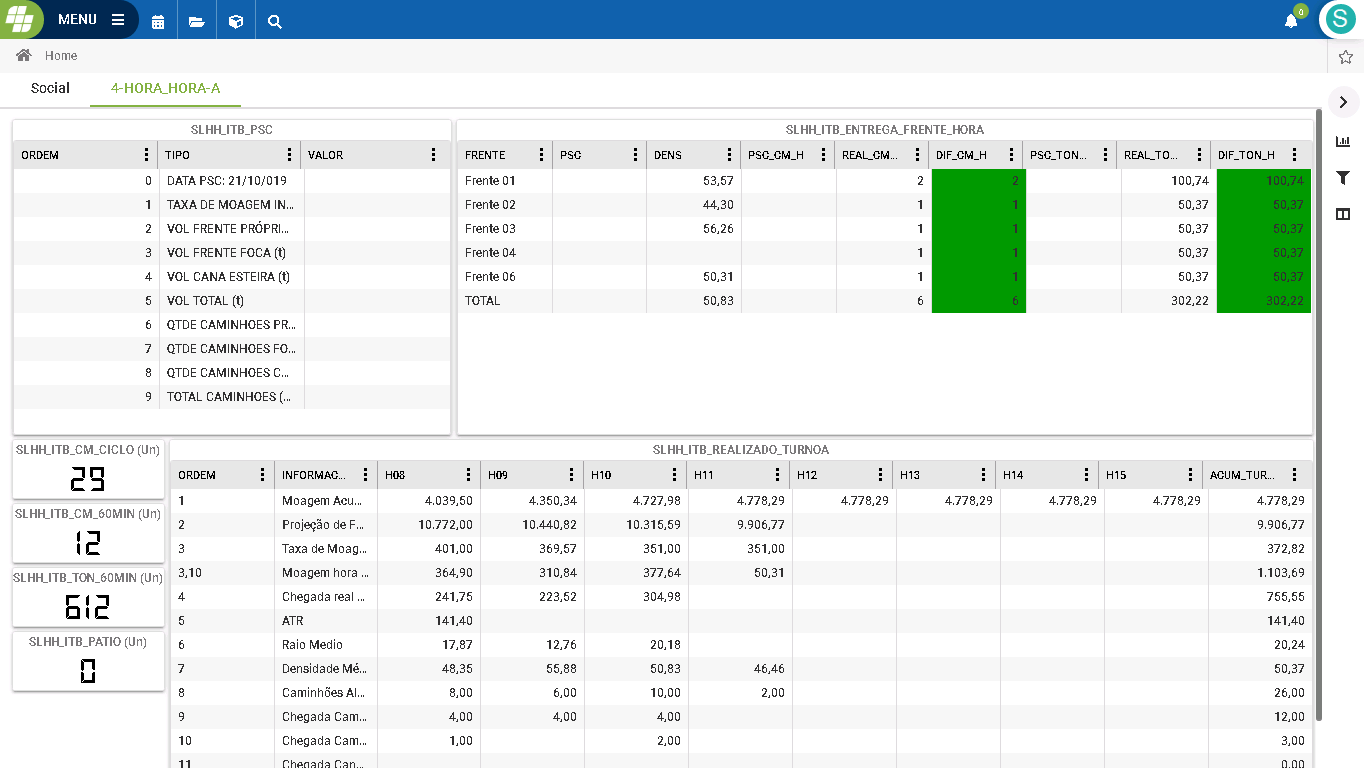 MENU
0
S
Home
Social 4-HORA_HORA-A
SLHH_ITB_PSC
ORDEM TIPO VALOR
0 DATA PSC: 21/10/019
1 TAXA DE MOAGEM IN...
2 VOL FRENTE PRÓPRI...
3 VOL FRENTE FOCA (t)
4 VOL CANA ESTEIRA (t)
5 VOL TOTAL (t)
6 QTDE CAMINHOES PR...
7 QTDE CAMINHOES FO...
8 QTDE CAMINHOES C...
9 TOTAL CAMINHOES (...
SLHH_ITB_ENTREGA_FRENTE_HORA
FRENTE PSC DENS PSC_CM_H REAL_CM... DIF_CM_H PSC_TON... REAL_TO... DIF_TON_H
Frente 01 53,57 2 2 100,74 100,74
Frente 02 44,30 1 1 50,37 50,37
Frente 03 56,26 1 1 50,37 50,37
Frente 04 1 1 50,37 50,37
Frente 06 50,31 1 1 50,37 50,37
TOTAL 50,83 6 6 302,22 302,22
SLHH_ITB_CM_CICLO (Un)
29
SLHH_ITB_CM_60MIN (Un)
12
SLHH_ITB_TON_60MIN (Un)
612
SLHH_ITB_PATIO (Un)
0
SLHH_ITB_REALIZADO_TURNOA
ORDEM INFORMAC... H08 H09 H10 H11 H12 H13 H14 H15 ACUM_TUR...
1 Moagem Acu... 4.039,50 4.350,34 4.727,98 4.778,29 4.778,29 4.778,29 4.778,29 4.778,29 4.778,29
2 Projeção de F... 10.772,00 10.440,82 10.315,59 9.906,77 9.906,77
3 Taxa de Moag... 401,00 369,57 351,00 351,00 372,82
3,10 Moagem hora ... 364,90 310,84 377,64 50,31 1.103,69
4 Chegada real ... 241,75 223,52 304,98 755,55
5 ATR 141,40 141,40
6 Raio Medio 17,87 12,76 20,18 20,24
7 Densidade Mé... 48,35 55,88 50,83 46,46 50,37
8 Caminhões Al... 8,00 6,00 10,00 2,00 26,00
9 Chegada Cam... 4,00 4,00 4,00 12,00
10 Chegada Cam... 1,00 2,00 3,00
11 Chegada Can... 0,00